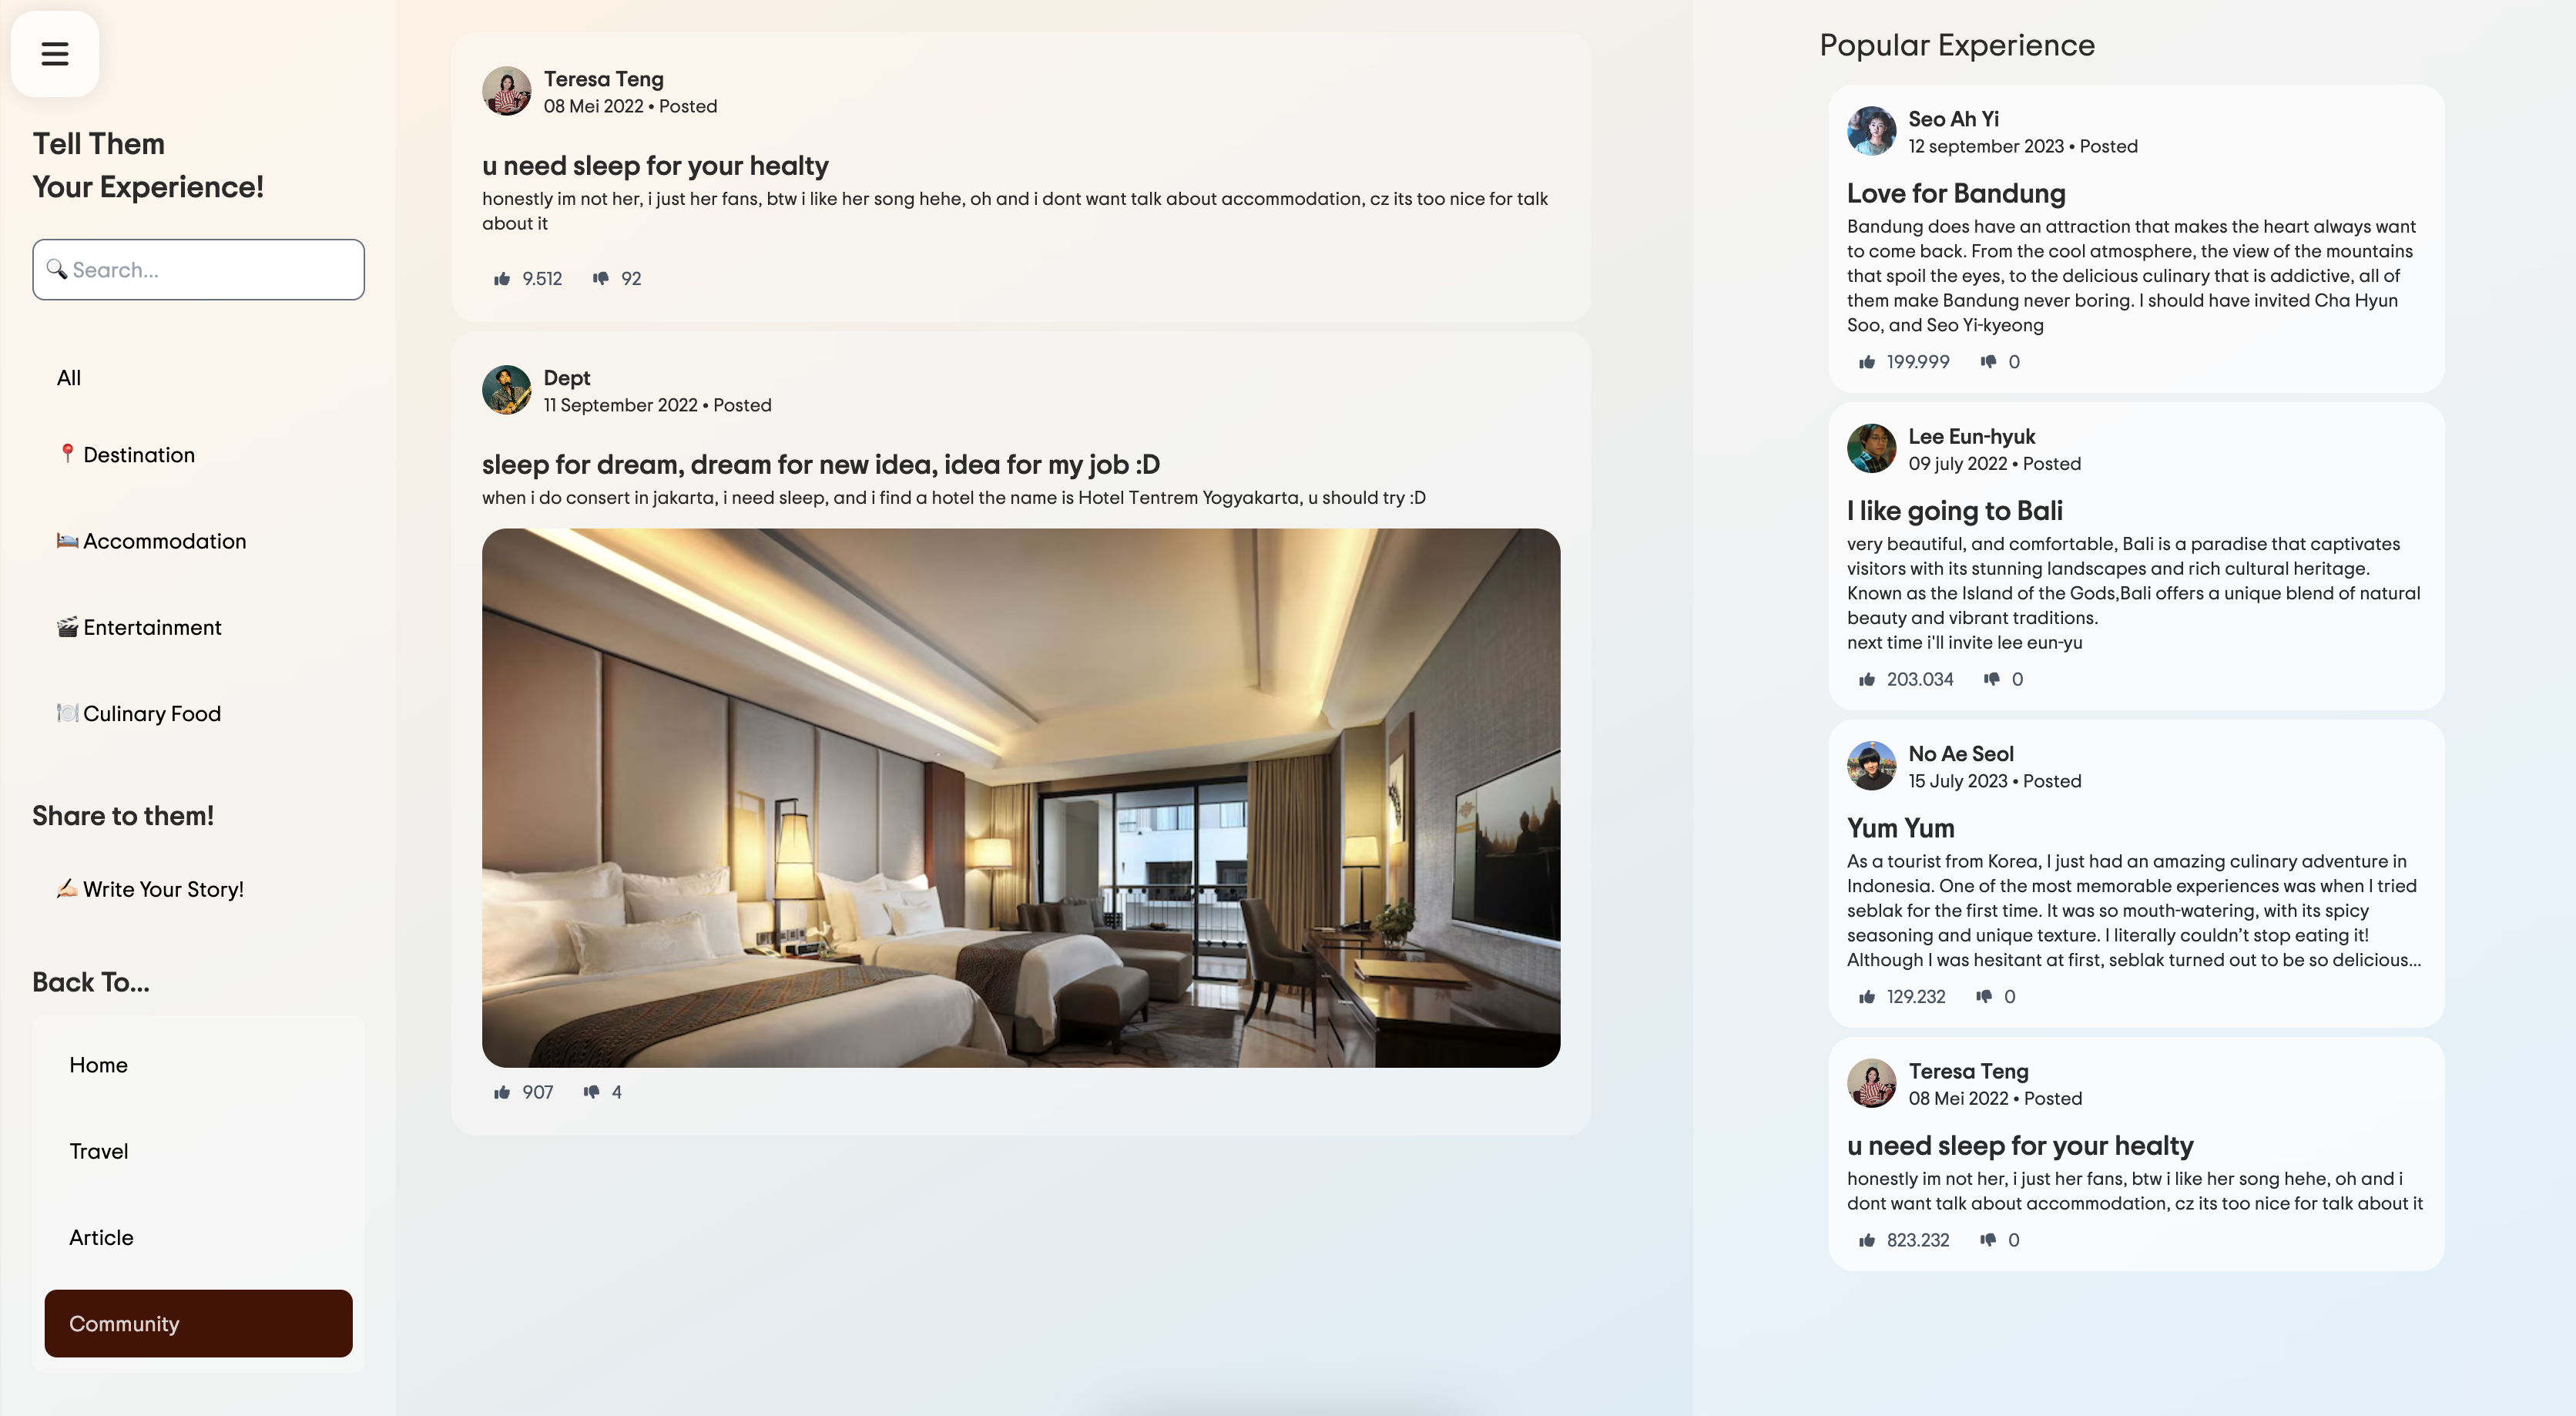 Tell Them
Your Experience!
🔍 Search...
All
📍 Destination
🛌 Accommodation
🎬 Entertainment
🍽️ Culinary Food
Share to them!
✍🏻 Write Your Story!
Back To...
Home
Travel
Article
Community
Teresa Teng
08 Mei 2022 • Posted
u need sleep for your healty
honestly im not her, i just her fans, btw i like her song hehe, oh and i dont want talk about accommodation, cz its too nice for talk
about it
9.512 92
Dept
11 September 2022 • Posted
sleep for dream, dream for new idea, idea for my job :D
when i do consert in jakarta, i need sleep, and i find a hotel the name is Hotel Tentrem Yogyakarta, u should try :D
907 4
Popular Experience
Seo Ah Yi
12 september 2023 • Posted
Love for Bandung
Bandung does have an attraction that makes the heart always want
to come back. From the cool atmosphere, the view of the mountains
that spoil the eyes, to the delicious culinary that is addictive, all of
them make Bandung never boring. I should have invited Cha Hyun
Soo, and Seo Yi-kyeong
199.999 0
Lee Eun-hyuk
09 july 2022 • Posted
I like going to Bali
very beautiful, and comfortable, Bali is a paradise that captivates
visitors with its stunning landscapes and rich cultural heritage.
Known as the Island of the Gods,Bali offers a unique blend of natural
beauty and vibrant traditions.
next time i'll invite lee eun-yu
203.034 0
No Ae Seol
15 July 2023 • Posted
Yum Yum
As a tourist from Korea, I just had an amazing culinary adventure in
Indonesia. One of the most memorable experiences was when I tried
seblak for the first time. It was so mouth-watering, with its spicy
seasoning and unique texture. I literally couldn’t stop eating it!
Although I was hesitant at first, seblak turned out to be so delicious...
129.232 0
Teresa Teng
08 Mei 2022 • Posted
u need sleep for your healty
honestly im not her, i just her fans, btw i like her song hehe, oh and i
dont want talk about accommodation, cz its too nice for talk about it
823.232 0